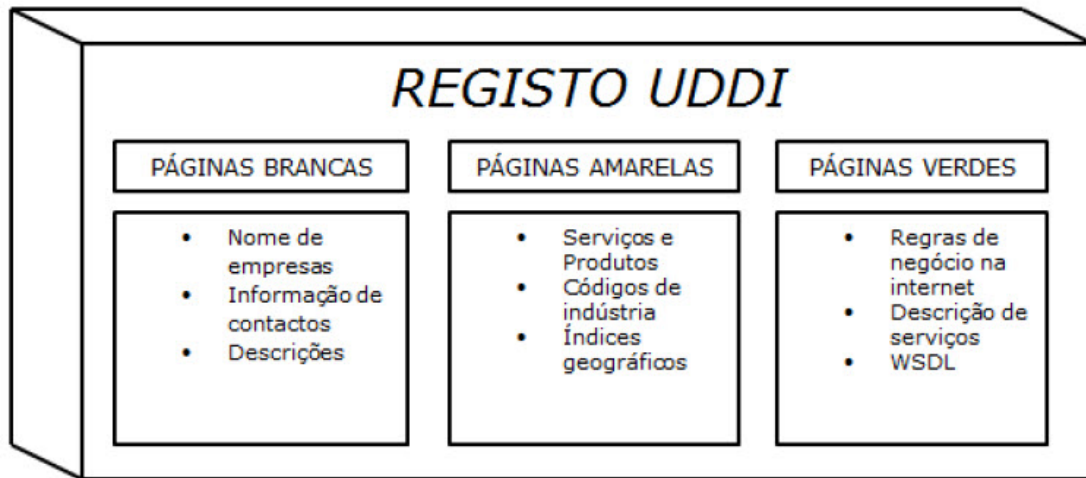 REGISTO UDDI
PÁGINAS BRANCAS
• Nome de
empresas
• Informação de
contactos
• Descrições
PÁGINAS AMARELAS
• Serviços e
Produtos
• Códigos de
indústria
• Índices
geográficos
PÁGINAS VERDES
• Regras de
negócio na
internet
• Descrição de
serviços
• WSDL